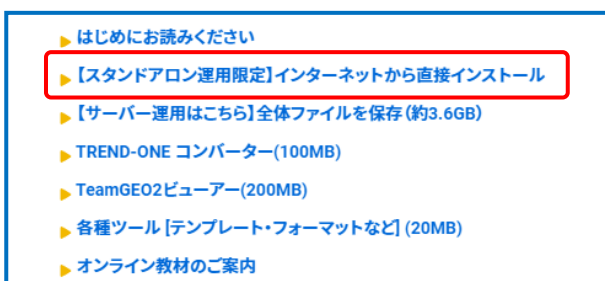 はじめにお読みください
【スタンドアロン運用限定】インターネットから直接インストール
【サーバー運用はこちら】全体ファイルを保存(約3.6GB)
TREND-ONE コンバーター(100MB)
TeamGEO2ビューアー(200MB)
各種ツール [テンプレート・フォーマットなど] (20MB)
オンライン教材のご案内